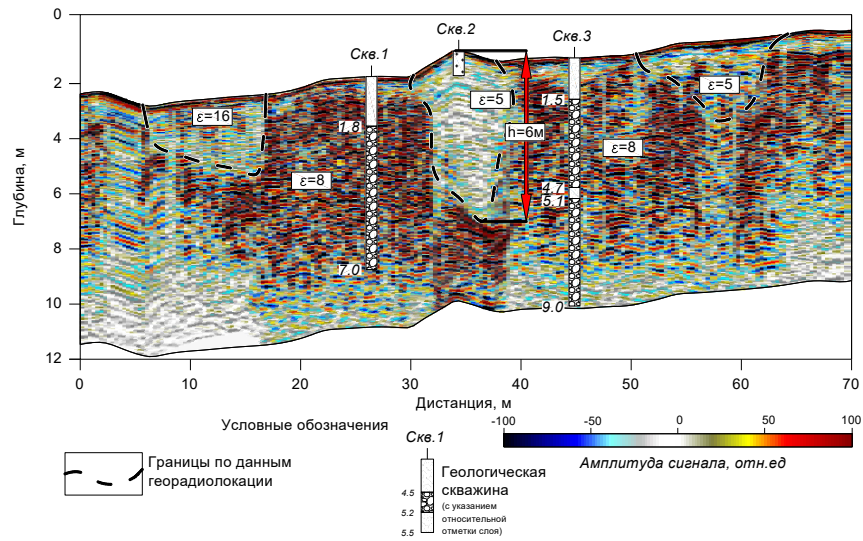 0
2
4
6
8
10
12
Глубина, м
Скв.1
Скв.2
Скв.3
ε=16
ε=8
ε=5
h=6м
ε=8
ε=5
1.8
7.0
1.5
4.7
5.1
9.0
0
10
20
30
40
50
60
70
Дистанция, м
Условные обозначения
Границы по данным
георадиолокации
Скв.1
4.5
5.2
5.5
Геологическая
скважина
(с указанием
относительной
отметки слоя)
-100
-50
0
50
100
Амплитуда сигнала, отн.ед